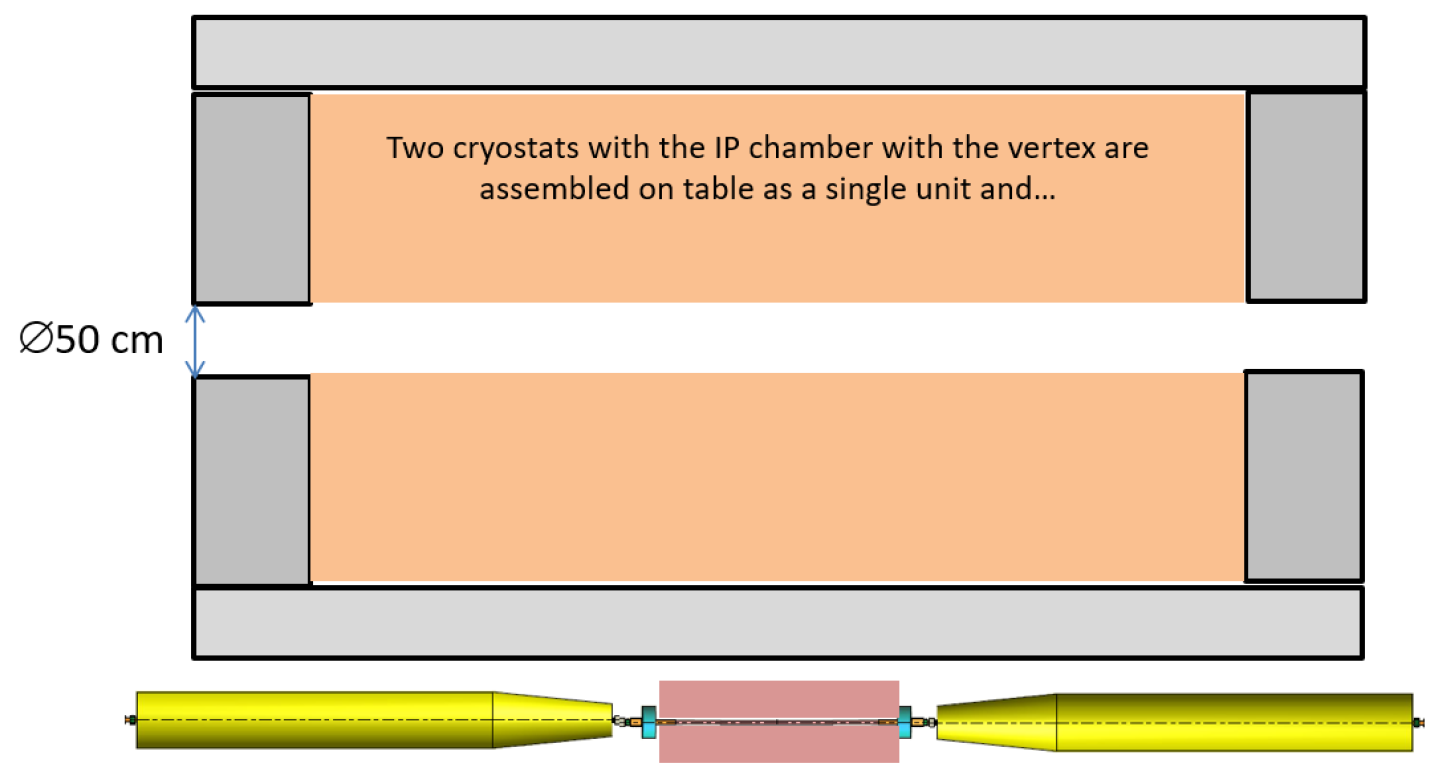 Two cryostats with the IP chamber with the vertex are
assembled on table as a single unit and…
∅50 cm